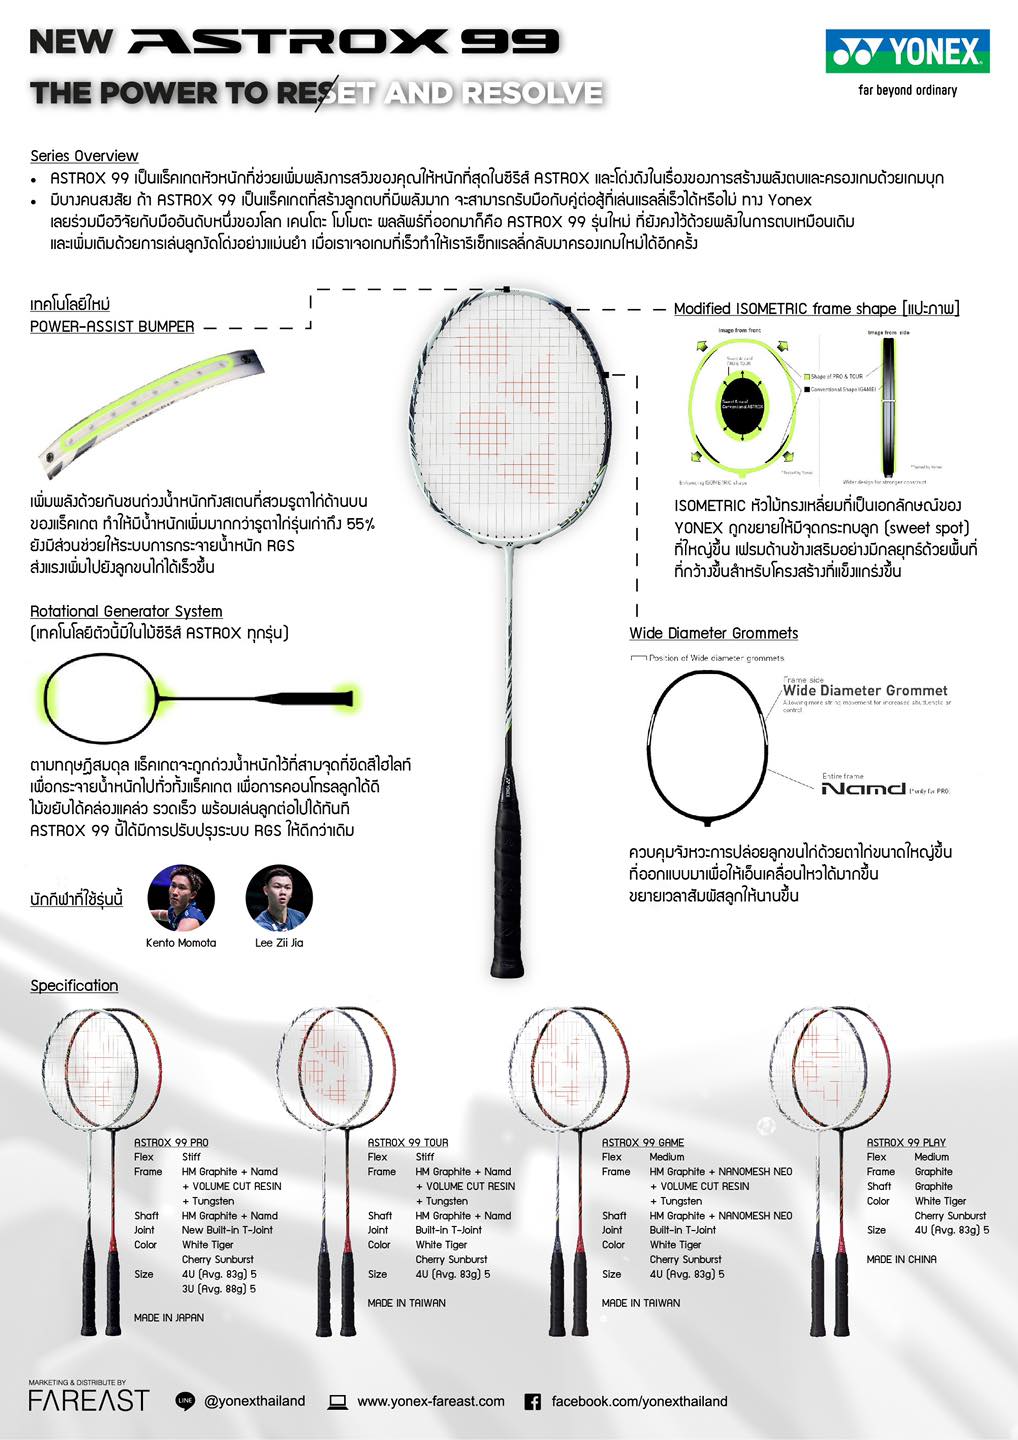 NEW ASTROX 99
THE POWER TO RESET AND RESOLVE
YONEX
far beyond ordinary
Series Overview
• ASTROX 99 เป็นแร็คเกตหัวหนักที่ช่วยเพิ่มพลังการสวิงของคุณให้หนักที่สุดในซีรีส์ ASTROX และโด่งดังในเรื่องของการสร้างพลังตบและครองเกมด้วยเกมบุก
• มีบางคนสงสัย ถ้า ASTROX 99 เป็นแร็คเกตที่สร้างลูกตบที่มีพลังมาก จะสามารถรับมือกับคู่ต่อสู้ที่เล่นแรลลี่เร็วได้หรือไม่ ทาง Yonex
เลยร่วมมือวิจัยกับมืออันดับหนึ่งของโลก เคนโตะ โมโมตะ ผลลัพธ์ที่ออกมาก็คือ ASTROX 99 รุ่นใหม่ ที่ยังคงไว้ด้วยพลังในการตบเหมือนเดิม
และเพิ่มเติมด้วยการเล่นลูกงัดโด่งอย่างแม่นยำ เมื่อเราเจอเกมที่เร็วทำให้เรารีเซ็ทแรลลี่กลับมาครองเกมใหม่ได้อีกครั้ง
เทคโนโลยีใหม่
POWER-ASSIST BUMPER
เพิ่มพลังด้วยกันชนถ่วงน้ำหนักทังสเตนที่สวมรูตาไก่ด้านบน
ของแร็คเกต ทำให้มีน้ำหนักเพิ่มมากกว่ารูตาไก่รุ่นเก่าถึง 55%
ยังมีส่วนช่วยให้ระบบการกระจายน้ำหนัก RGS
ส่งแรงเพิ่มไปยังลูกขนไก่ได้เร็วขึ้น
Modified ISOMETRIC frame shape [แปะภาพ]
Image from front
Image from side
Shape of PRO & TOUR
Conventional Shape (GAME)
Sweet Area of
Conventional ASTROX
*Tested by Yonex
*Tested by Yonex
Enhancing ISOMETRIC shape
Wider design for stronger construct
ISOMETRIC หัวไม้ทรงเหลี่ยมที่เป็นเอกลักษณ์ของ
YONEX ถูกขยายให้มีจุดกระทบลูก (sweet spot)
ที่ใหญ่ขึ้น เฟรมด้านข้างเสริมอย่างมีกลยุทธ์ด้วยพื้นที่
ที่กว้างขึ้นสำหรับโครงสร้างที่แข็งแกร่งขึ้น
Rotational Generator System
(เทคโนโลยีตัวนี้มีในไม้ซีรีส์ ASTROX ทุกรุ่น)
ตามทฤษฎีสมดุล แร็คเกตจะถูกถ่วงน้ำหนักไว้ที่สามจุดที่ขีดสีไฮไลท์
เพื่อกระจายน้ำหนักไปทั่วทั้งแร็คเกต เพื่อการคอนโทรลลูกได้ดี
ไม้ขยับได้คล่องแคล่ว รวดเร็ว พร้อมเล่นลูกต่อไปได้ทันที
ASTROX 99 นี้ได้มีการปรับปรุงระบบ RGS ให้ดีกว่าเดิม
Wide Diameter Grommets
Position of Wide diameter grommets
Frame side
Wide Diameter Grommet
Allowing more string movement for increased shuttlecock
control
Entire frame
Namd (*only for PRO)
ควบคุมจังหวะการปล่อยลูกขนไก่ด้วยตาไก่ขนาดใหญ่ขึ้น
ที่ออกแบบมาเพื่อให้เอ็นเคลื่อนไหวได้มากขึ้น
ขยายเวลาสัมผัสลูกให้นานขึ้น
นักกีฬาที่ใช้รุ่นนี้
Kento Momota
Lee Zii Jia
Specification
ASTROX 99 PRO
Flex Stiff
Frame HM Graphite + Namd
+ VOLUME CUT RESIN
+ Tungsten
Shaft HM Graphite + Namd
Joint New Built-in T-Joint
Color White Tiger
Cherry Sunburst
Size 4U (Avg. 83g) 5
3U (Avg. 88g) 5
MADE IN JAPAN
ASTROX 99 TOUR
Flex Stiff
Frame HM Graphite + Namd
+ VOLUME CUT RESIN
+ Tungsten
Shaft HM Graphite + Namd
Joint Built-in T-Joint
Color White Tiger
Cherry Sunburst
Size 4U (Avg. 83g) 5
MADE IN TAIWAN
ASTROX 99 GAME
Flex Medium
Frame HM Graphite + NANOMESH NEO
+ VOLUME CUT RESIN
+ Tungsten
Shaft HM Graphite + NANOMESH NEO
Joint Built-in T-Joint
Color White Tiger
Cherry Sunburst
Size 4U (Avg. 83g) 5
MADE IN TAIWAN
ASTROX 99 PLAY
Flex Medium
Frame Graphite
Shaft Graphite
Color White Tiger
Cherry Sunburst
Size 4U (Avg. 83g) 5
MADE IN CHINA
MARKETING & DISTRIBUTE BY
FAREAST
LINE @yonexthailand
www.yonex-fareast.com
facebook.com/yonexthailand